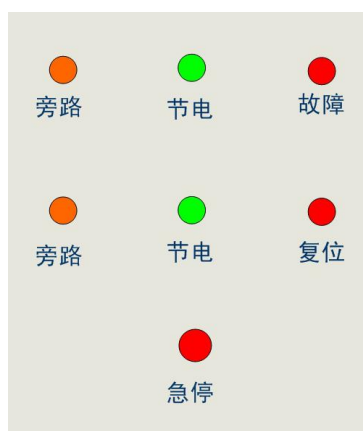 旁路 节电 故障
旁路 节电 复位
急停